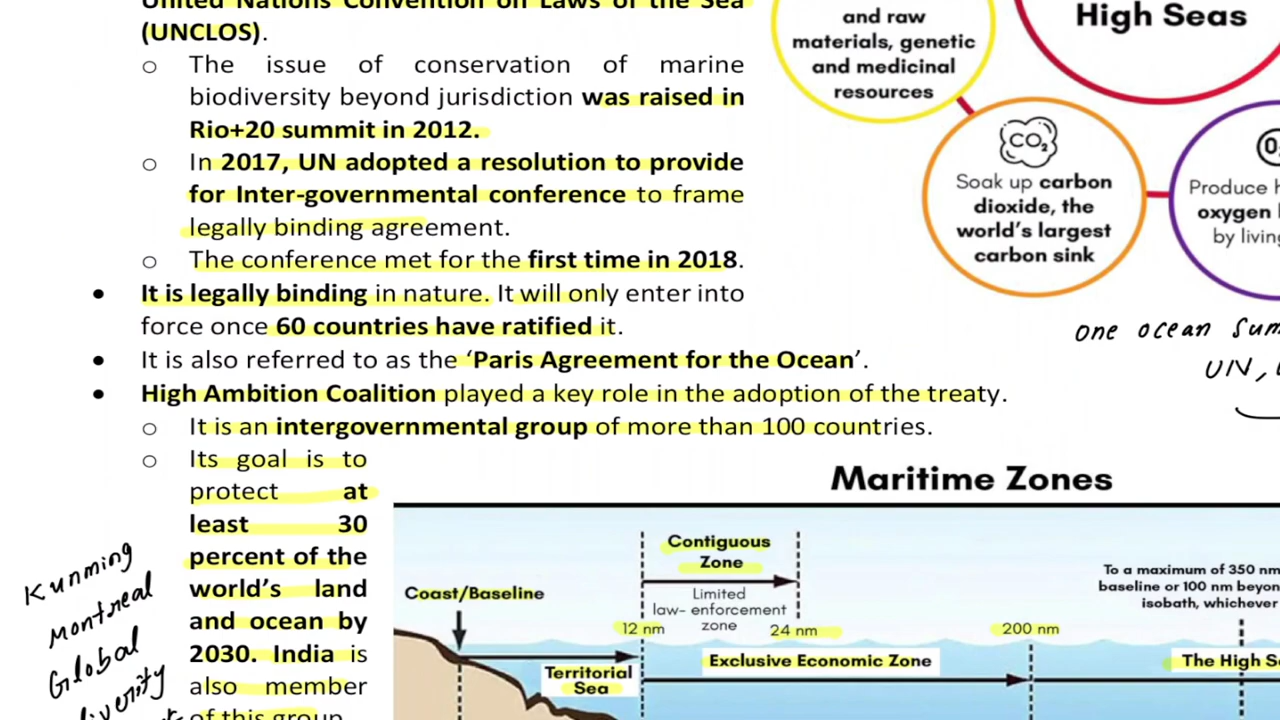 United Nations Convention on Laws of the Sea
(UNCLOS).
o The issue of conservation of marine
biodiversity beyond jurisdiction was raised in
Rio+20 summit in 2012.
o In 2017, UN adopted a resolution to provide
for Inter-governmental conference to frame
legally binding agreement.
o The conference met for the first time in 2018.
• It is legally binding in nature. It will only enter into
force once 60 countries have ratified it.
• It is also referred to as the ‘Paris Agreement for the Ocean’.
• High Ambition Coalition played a key role in the adoption of the treaty.
o It is an intergovernmental group of more than 100 countries.
o Its goal is to
protect at
least 30
percent of the
world’s land
and ocean by
2030. India is
also member
of this group
Kunming
Montreal
Global
and raw
materials, genetic
and medicinal
resources
High Seas
CO₂
Soak up carbon
dioxide, the
world’s largest
carbon sink
Produce
oxygen
by
one ocean
UN,
Maritime Zones
Contiguous
Zone
Limited
law- enforcement
zone
Coast/Baseline
12 nm
24 nm
200 nm
To a maximum of 350 nm
baseline or 100 nm
isobath, whichever
Territorial
Sea
Exclusive Economic Zone
The High